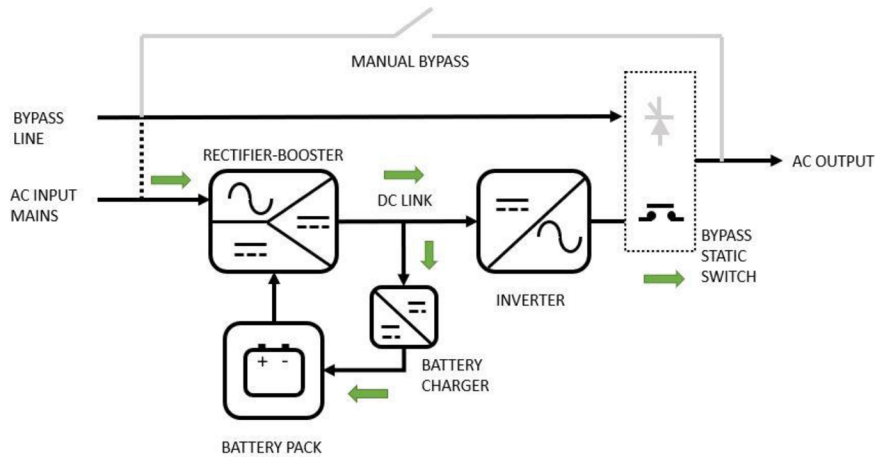 MANUAL BYPASS
BYPASS
LINE
RECTIFIER-BOOSTER
AC OUTPUT
AC INPUT
MAINS
DC LINK
BYPASS
STATIC
SWITCH
INVERTER
BATTERY
CHARGER
+ -
BATTERY PACK